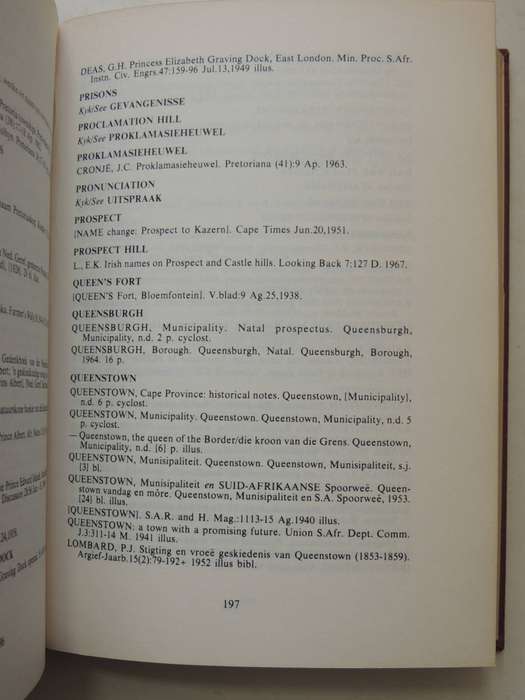 DEAS, G.H. Princess Elizabeth Graving Dock, East London. Min. Proc. S.Afr.
Instn. Civ. Engrs.47:159-96 Jul.13,1949 illus.
PRISONS
Kyk/See GEVANGENISSE
PROCLAMATION HILL
Kyk/See PROKLAMASIEHEUWEL
PROKLAMASIEHEUWEL
CRONJÉ, J.C. Proklamasieheuwel. Pretoriana (41):9 Ap. 1963.
PRONUNCIATION
Kyk/See UITSPRAAK
PROSPECT
[NAME change: Prospect to Kazern]. Cape Times Jun.20,1951.
PROSPECT HILL
L., E.K. Irish names on Prospect and Castle hills. Looking Back 7:127 D. 1967.
QUEEN'S FORT
[QUEEN'S Fort, Bloemfontein]. V.blad:9 Ag.25,1938.
QUEENSBURGH
QUEENSBURGH, Municipality. Natal prospectus. Queensburgh,
Municipality, n.d. 2 p. cyclost.
QUEENSBURGH, Borough. Queensburgh, Natal. Queensburgh, Borough,
1964. 16 p.
QUEENSTOWN
QUEENSTOWN, Cape Province: historical notes. Queenstown, [Municipality],
n.d. 6 p. cyclost.
QUEENSTOWN, Municipality. Queenstown. Queenstown, Municipality, n.d. 5
p. cyclost.
—Queenstown, the queen of the Border/die kroon van die Grens. Queenstown,
Municipality, n.d. [6] p. illus.
QUEENSTOWN, Munisipaliteit. Queenstown. Queenstown, Munisipaliteit, s.j.
[3] bl.
QUEENSTOWN, Munisipaliteit en SUID-AFRIKAANSE Spoorweë. Queen-
stown vandag en môre. Queenstown, Munisipaliteit en S.A. Spoorweë, 1953.
[24] bl. illus.
[QUEENSTOWN]. S.A.R. and H. Mag.:1113-15 Ag.1940 illus.
QUEENSTOWN: a town with a promising future. Union S.Afr. Dept. Comm.
J.3:311-14 M. 1941 illus.
LOMBARD, P.J. Stigting en vroeë geskiedenis van Queenstown (1853-1859).
Argief-Jaarb.15(2):79-192+ 1952 illus bibl.
197